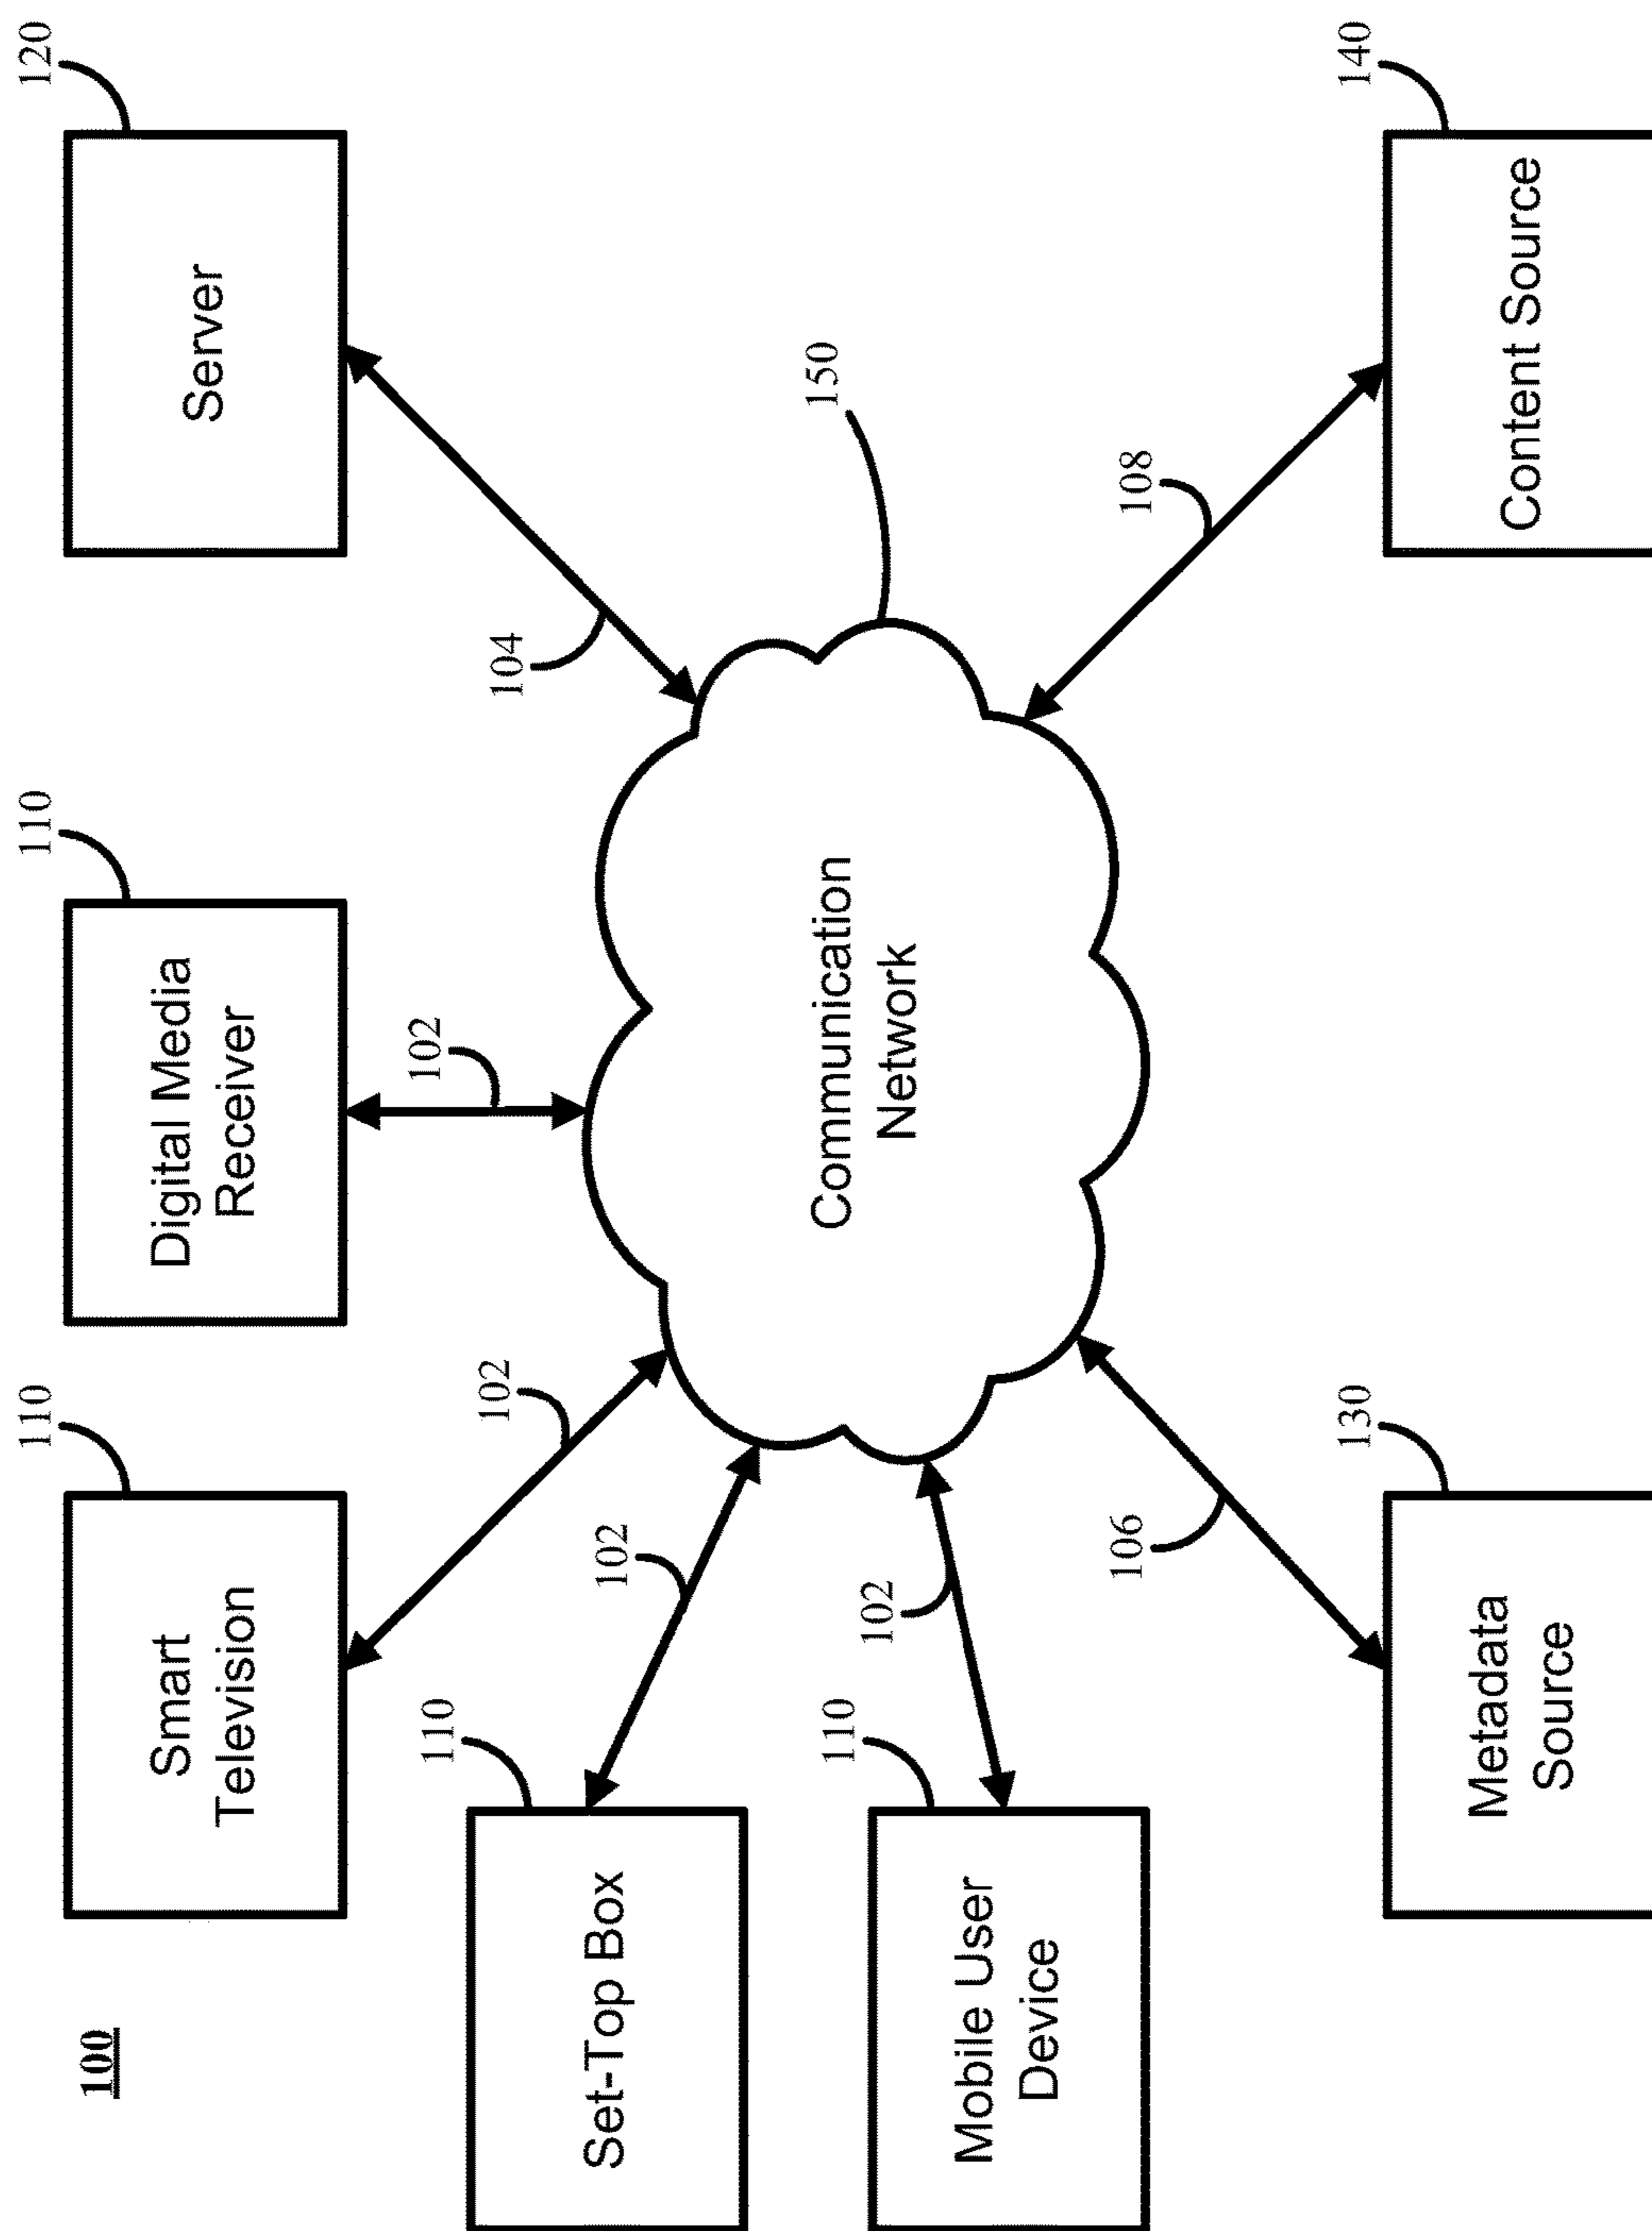 100
110
Smart
Television
110
Digital Media
Receiver
120
Server
102
102
104
110
Set-Top Box
102
150
Communication
Network
110
Mobile User
Device
102
106
108
130
Metadata
Source
140
Content Source